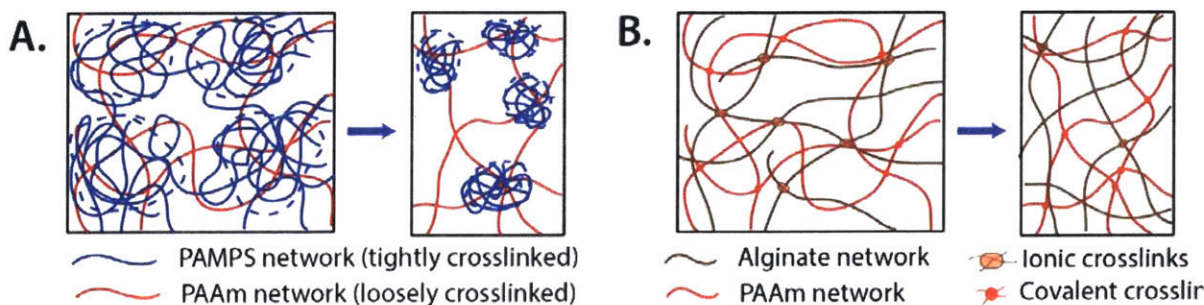 A.
PAMPS network (tightly crosslinked)
PAAm network (loosely crosslinked)
B.
Alginate network
Ionic crosslinks
PAAm network
Covalent crosslin